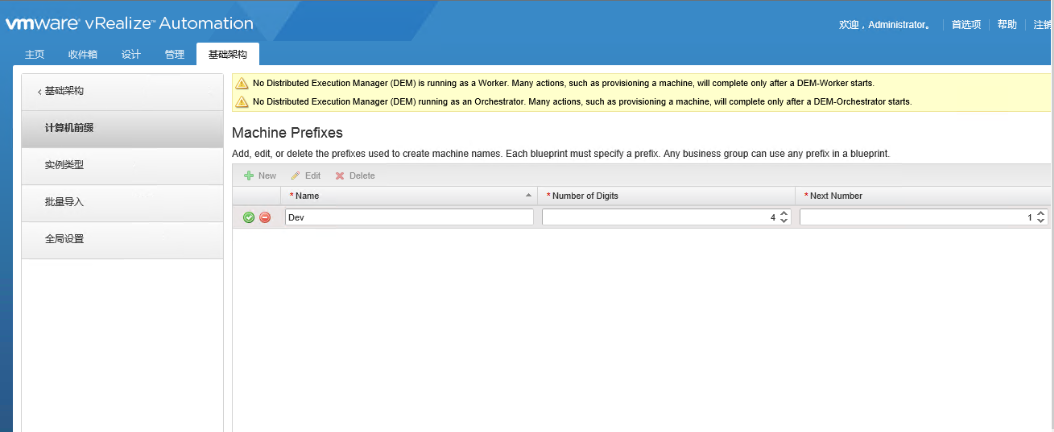 vmware vRealize™ Automation
欢迎，Administrator。 首选项 帮助 注销
主页 收件箱 设计 管理 基础架构
‹ 基础架构
计算机前缀
实例类型
批量导入
全局设置
No Distributed Execution Manager (DEM) is running as a Worker. Many actions, such as provisioning a machine, will complete only after a DEM-Worker starts.
No Distributed Execution Manager (DEM) running as an Orchestrator. Many actions, such as provisioning a machine, will complete only after a DEM-Orchestrator starts.
Machine Prefixes
Add, edit, or delete the prefixes used to create machine names. Each blueprint must specify a prefix. Any business group can use any prefix in a blueprint.
New Edit Delete
* Name * Number of Digits * Next Number
Dev 4 1